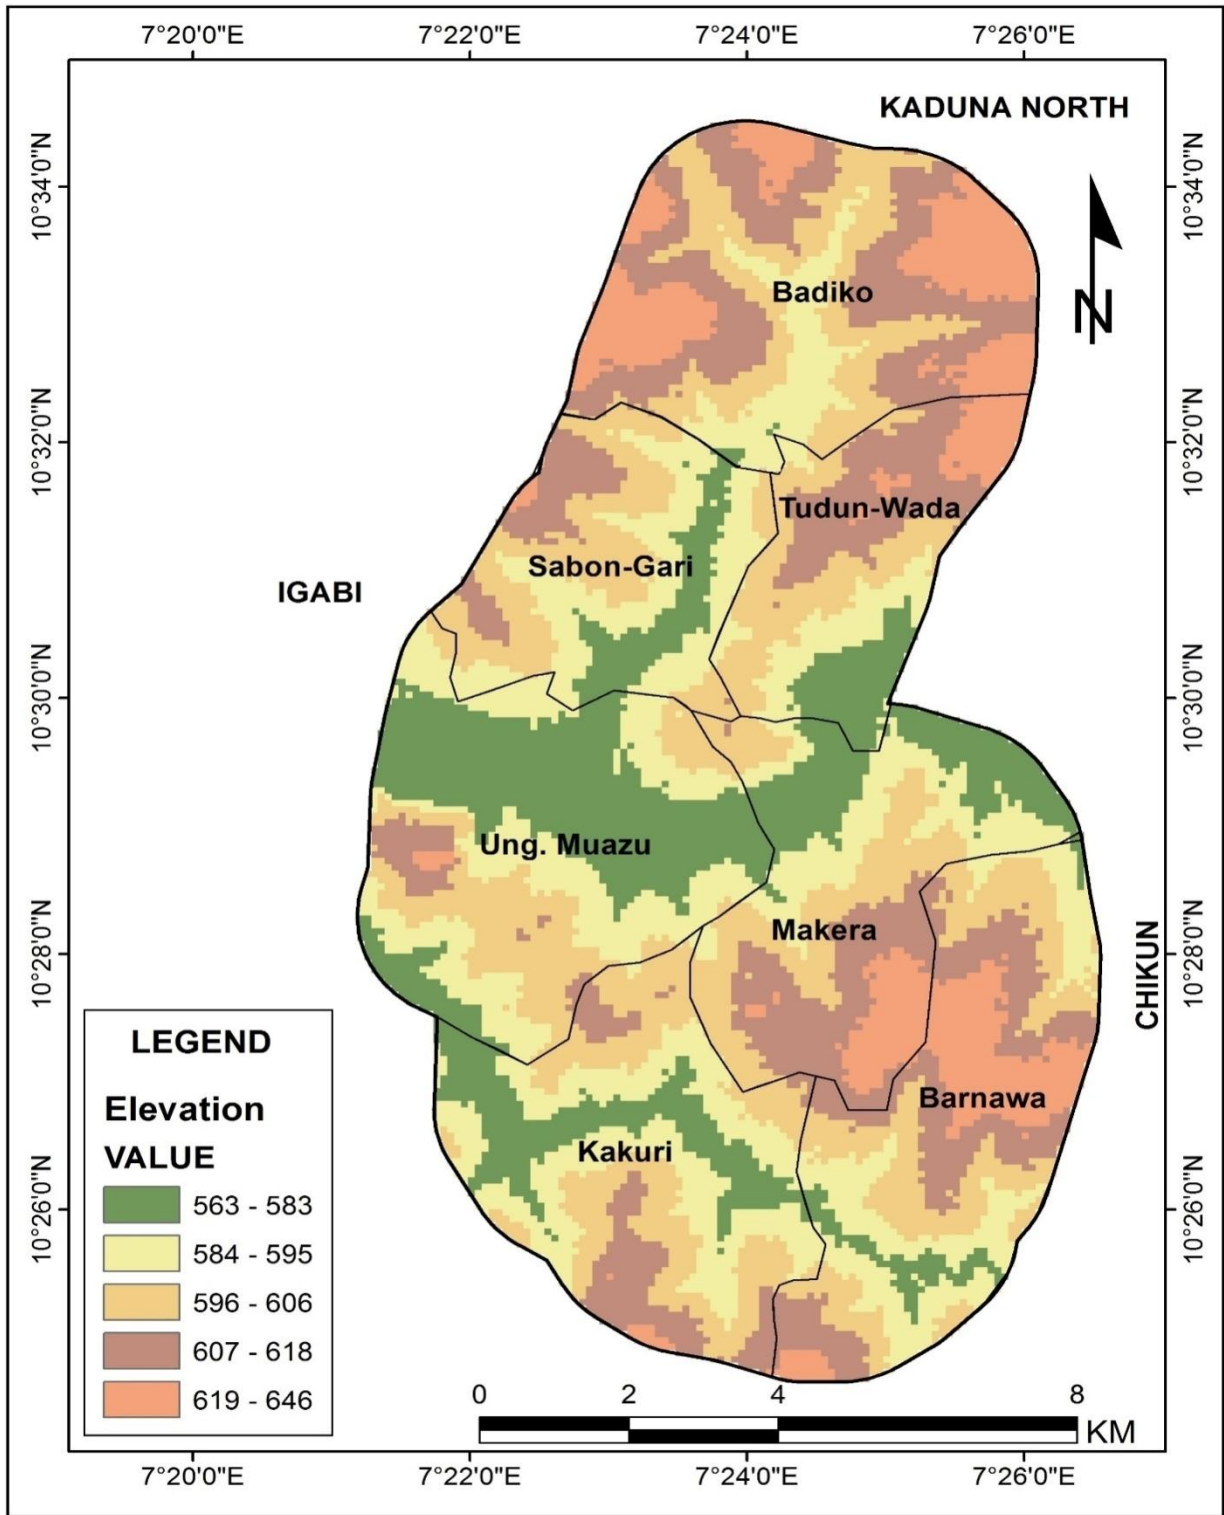 7°20'0"E 7°22'0"E 7°24'0"E 7°26'0"E
KADUNA NORTH
10°34'0"N
10°34'0"N
N
Badiko
10°32'0"N
10°32'0"N
Tudun-Wada
Sabon-Gari
IGABI
10°30'0"N
10°30'0"N
Ung. Muazu
Makera
10°28'0"N
10°28'0"N
CHIKUN
Barnawa
Kakuri
10°26'0"N
10°26'0"N
LEGEND
Elevation
VALUE
563 - 583
584 - 595
596 - 606
607 - 618
619 - 646
0 2 4 8
KM
7°20'0"E 7°22'0"E 7°24'0"E 7°26'0"E